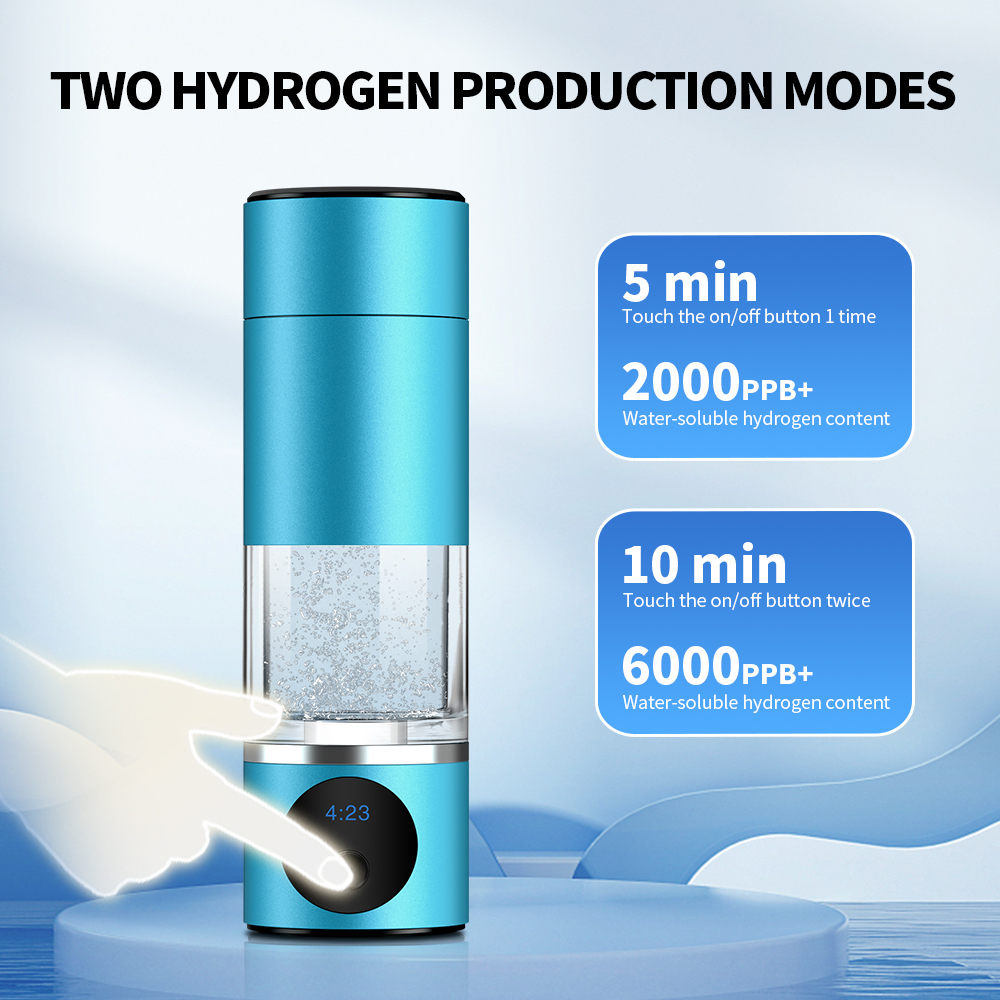 TWO HYDROGEN PRODUCTION MODES
5 min
Touch the on/off button 1 time
2000PPB+
Water-soluble hydrogen content
10 min
Touch the on/off button twice
6000PPB+
Water-soluble hydrogen content
4:23